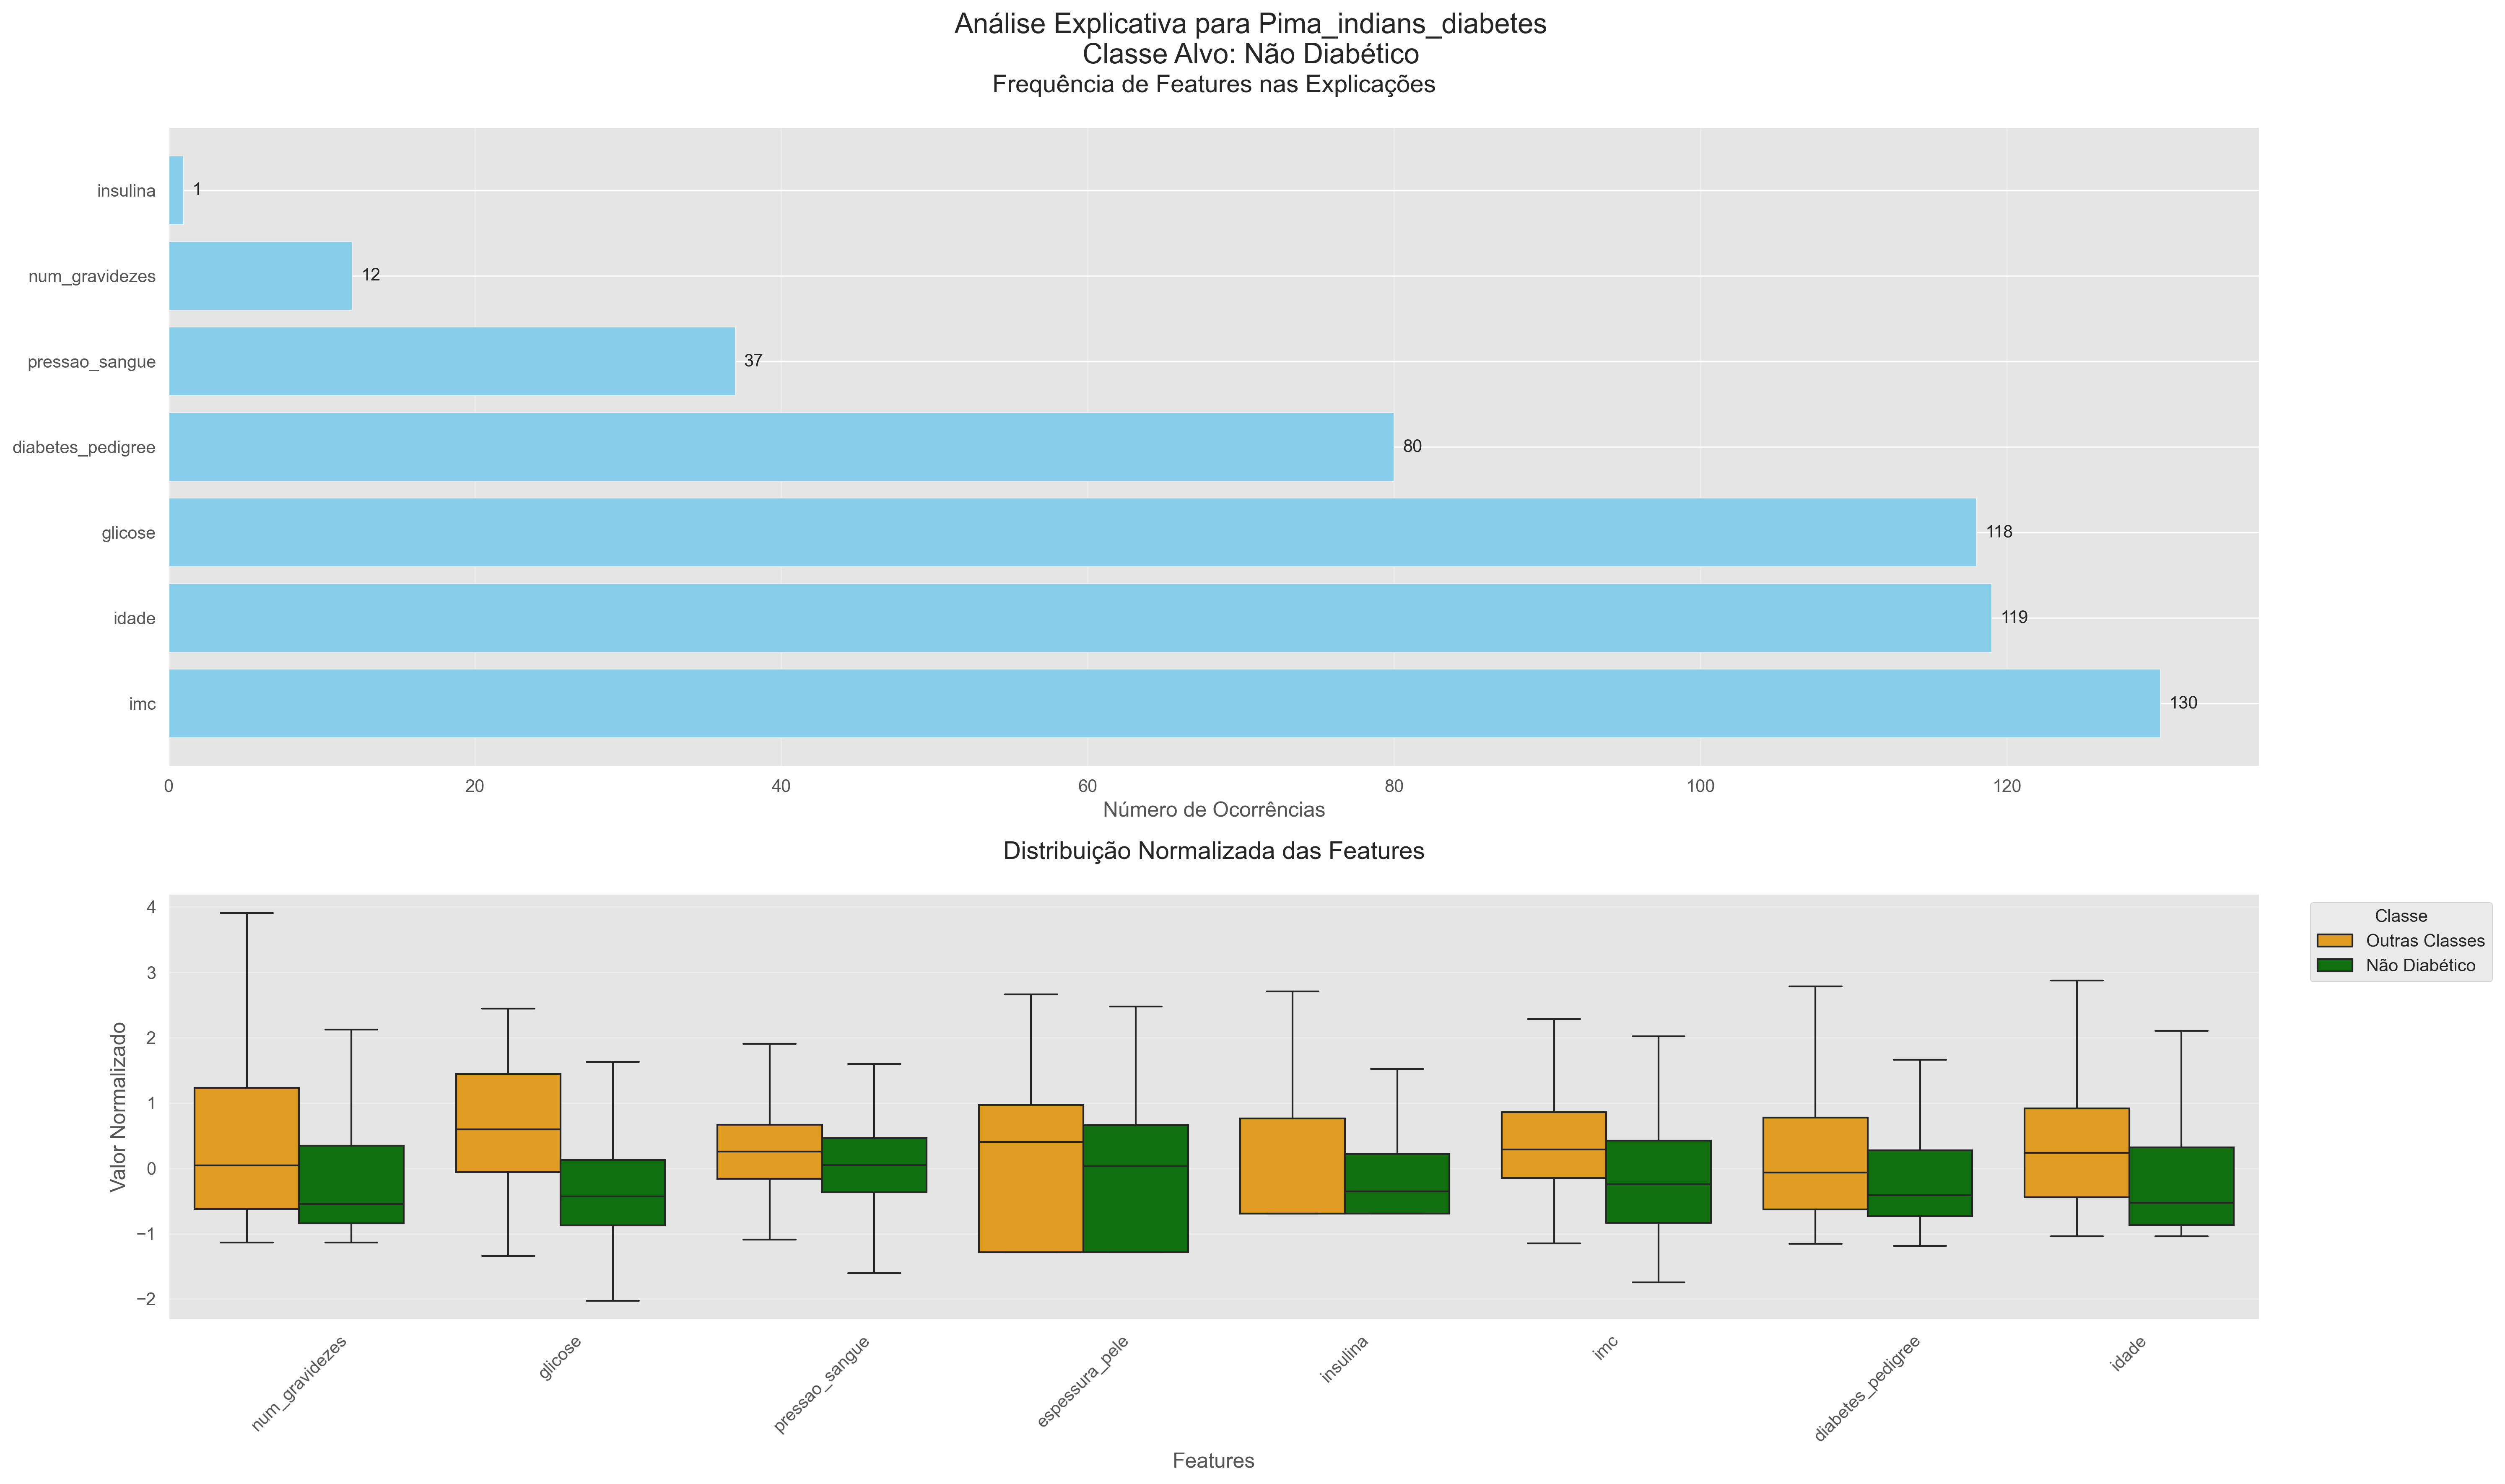 Análise Explicativa para Pima_indians_diabetes
Classe Alvo: Não Diabético
Frequência de Features nas Explicações
insulina
1
num_gravidezes
12
pressao_sangue
37
diabetes_pedigree
80
glicose
118
idade
119
imc
130
0 20 40 60 80 100 120
Número de Ocorrências
Distribuição Normalizada das Features
4
3
2
1
0
−1
−2
Valor Normalizado
Classe
Outras Classes
Não Diabético
num_gravidezes
glicose
pressao_sangue
espessura_pele
insulina
imc
diabetes_pedigree
idade
Features